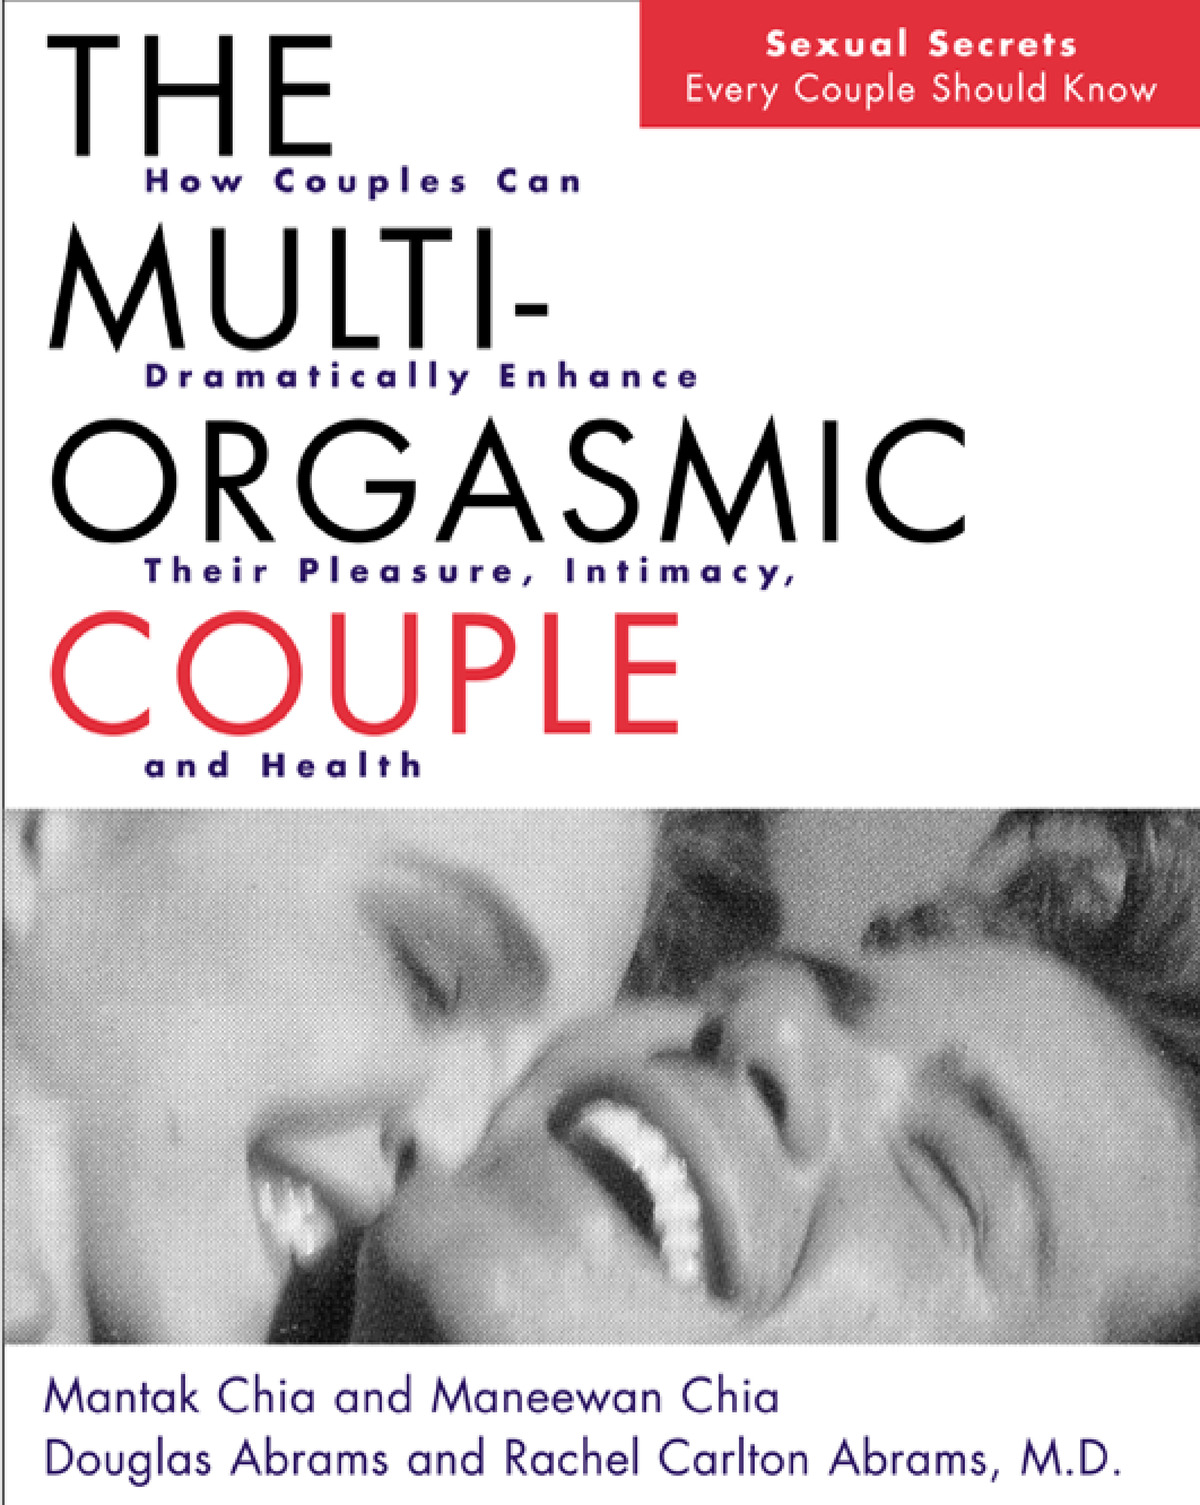 Sexual Secrets
Every Couple Should Know
THE
How Couples Can
MULTI-
Dramatically Enhance
ORGASMIC
Their Pleasure, Intimacy,
COUPLE
and Health
Mantak Chia and Maneewan Chia
Douglas Abrams and Rachel Carlton Abrams, M.D.